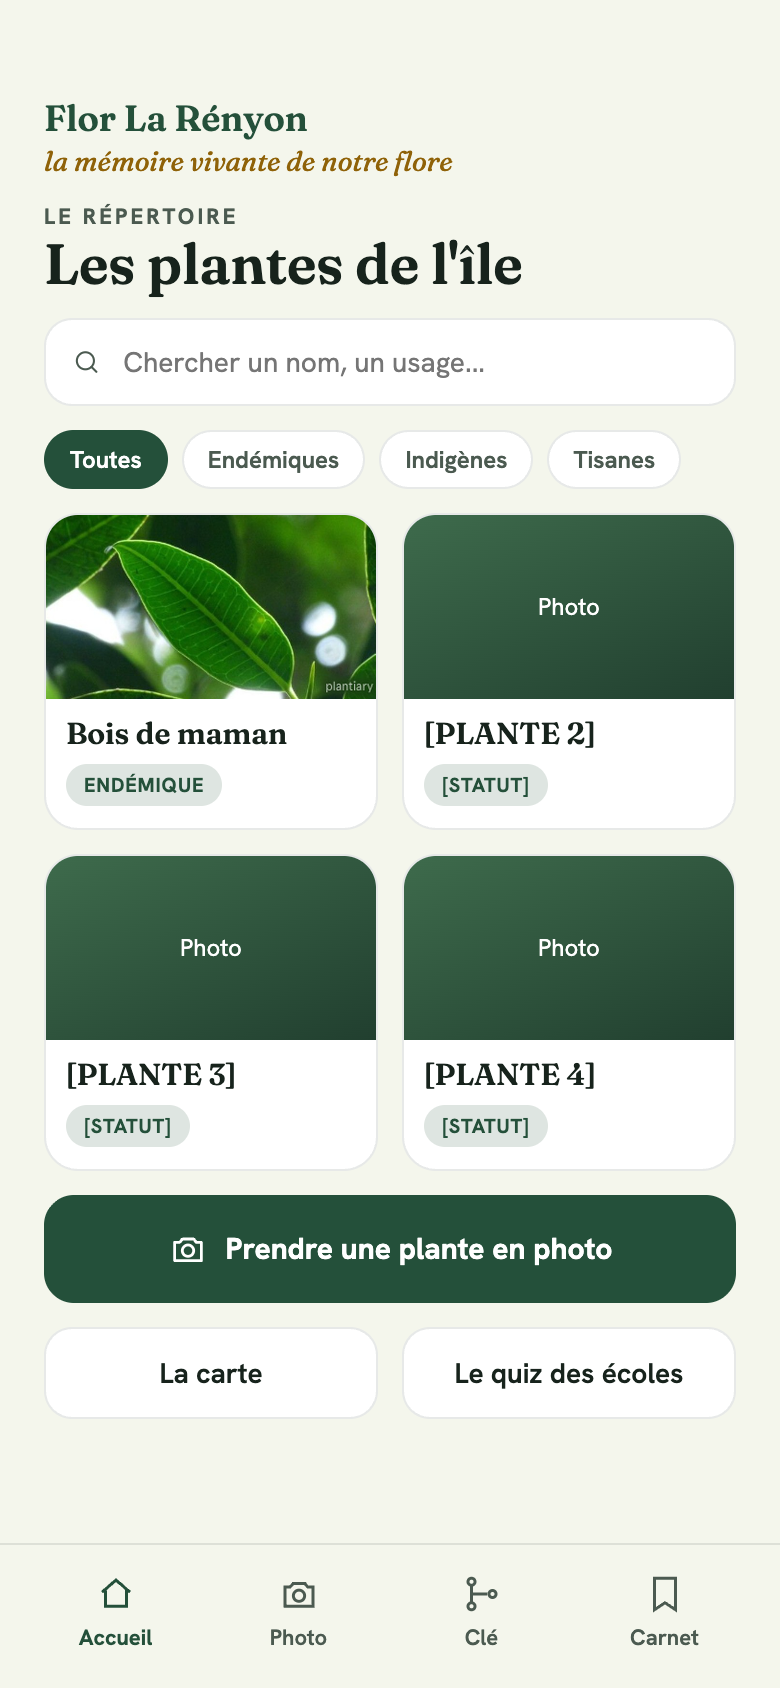 Flor La Rényon
la mémoire vivante de notre flore
LE RÉPERTOIRE
Les plantes de l'île
Chercher un nom, un usage...
Toutes
Endémiques
Indigènes
Tisanes
plantiary
Photo
Bois de maman
[PLANTE 2]
ENDÉMIQUE
[STATUT]
Photo
Photo
[PLANTE 3]
[PLANTE 4]
[STATUT]
[STATUT]
Prendre une plante en photo
La carte
Le quiz des écoles
Accueil
Photo
Clé
Carnet